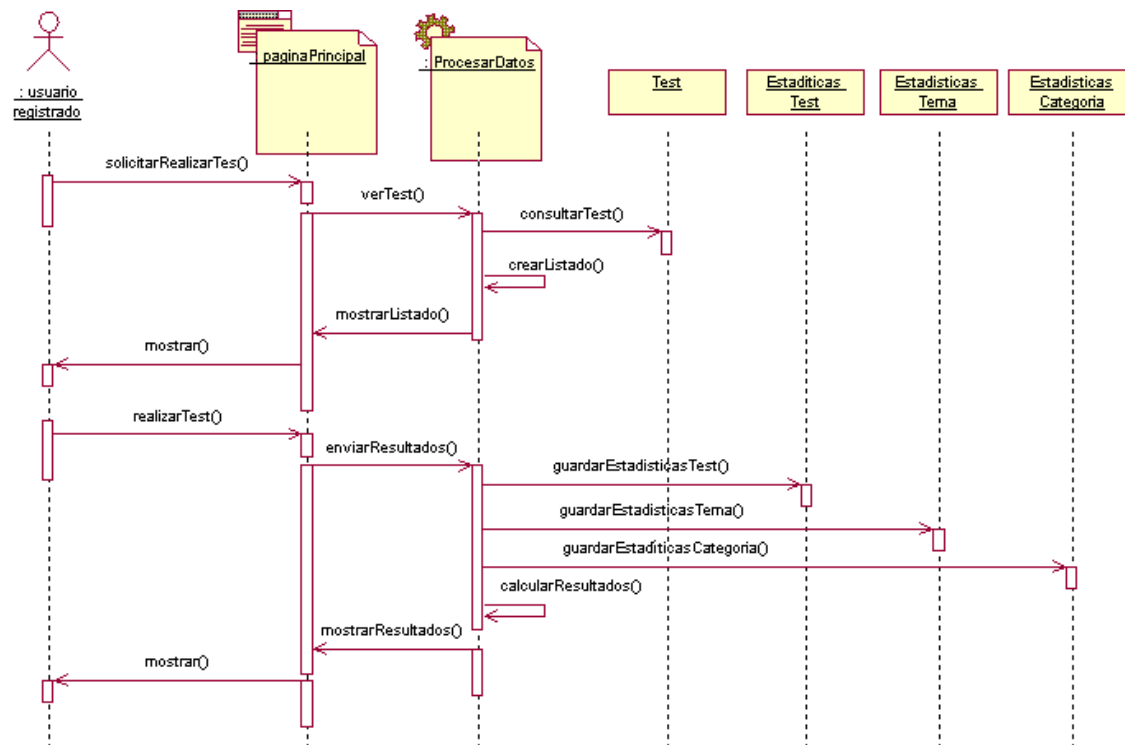 : usuario
registrado
paginaPrincipal
: ProcesarDatos
Test
Estadíticas
Test
Estadisticas
Tema
Estadisticas
Categoria
solicitarRealizarTes()
verTest()
consultarTest()
crearListado()
mostrarListado()
mostrar()
realizarTest()
enviarResultados()
guardarEstadisticasTest()
guardarEstadisticasTema()
guardarEstadíticasCategoria()
calcularResultados()
mostrarResultados()
mostrar()